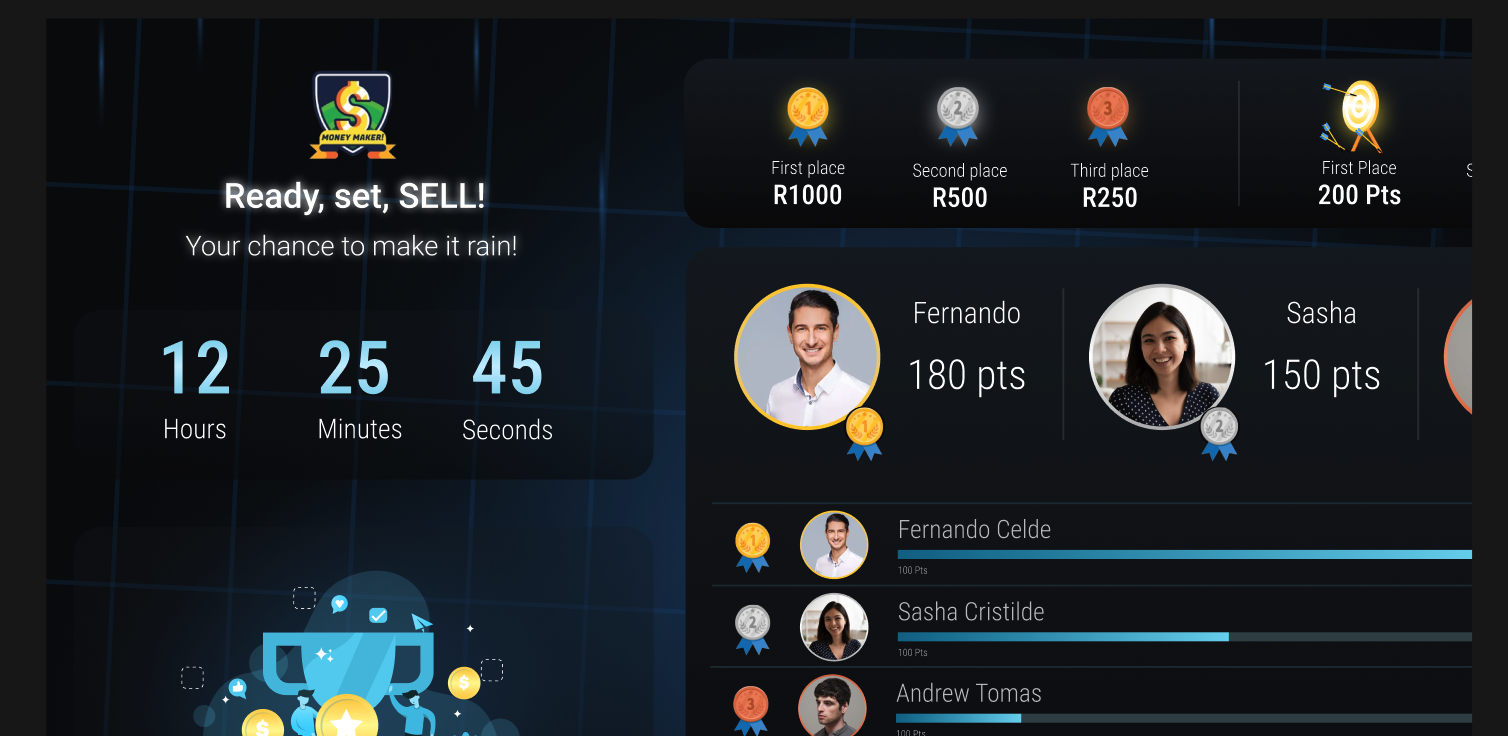 MONEY MAKER!
Ready, set, SELL!
Your chance to make it rain!
12 25 45
Hours Minutes Seconds
1 2 3
First place Second place Third place First Place
R1000 R500 R250 200 Pts
Fernando
180 pts
1
Sasha
150 pts
2
1
Fernando Celde
100 Pts
2
Sasha Cristilde
100 Pts
3
Andrew Tomas
100 Pts